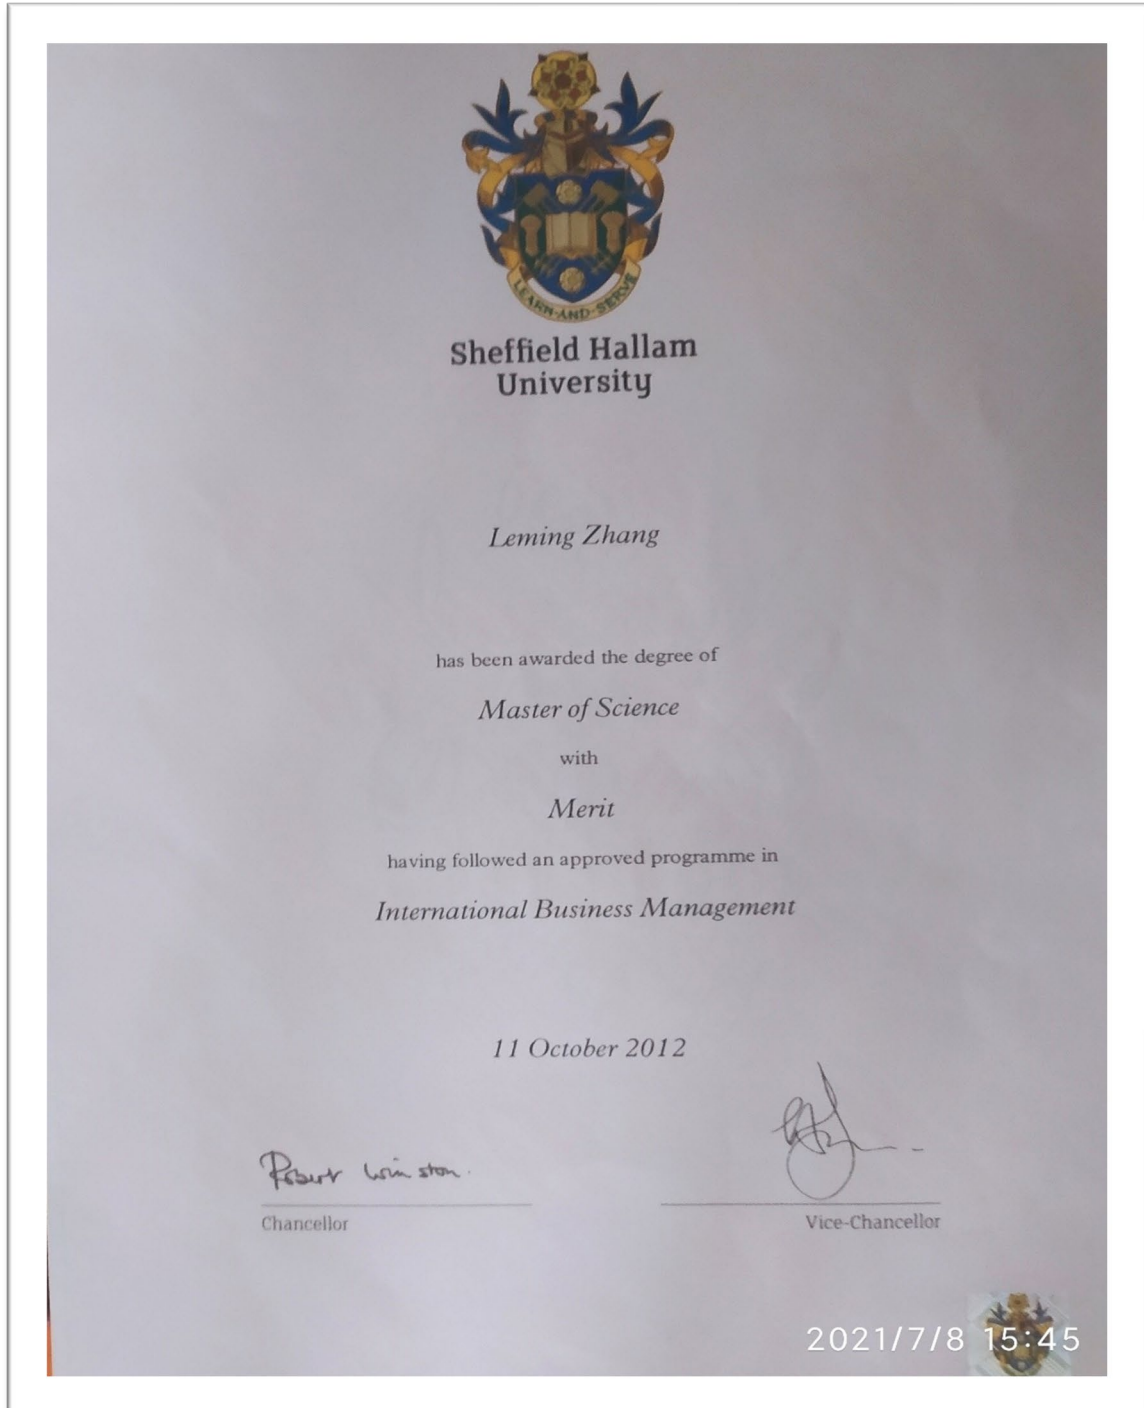 LEARN-AND-SERVE
Sheffield Hallam
University
Leming Zhang
has been awarded the degree of
Master of Science
with
Merit
having followed an approved programme in
International Business Management
11 October 2012
Robert Winston.
Chancellor
Vice-Chancellor
2021/7/8 15:45